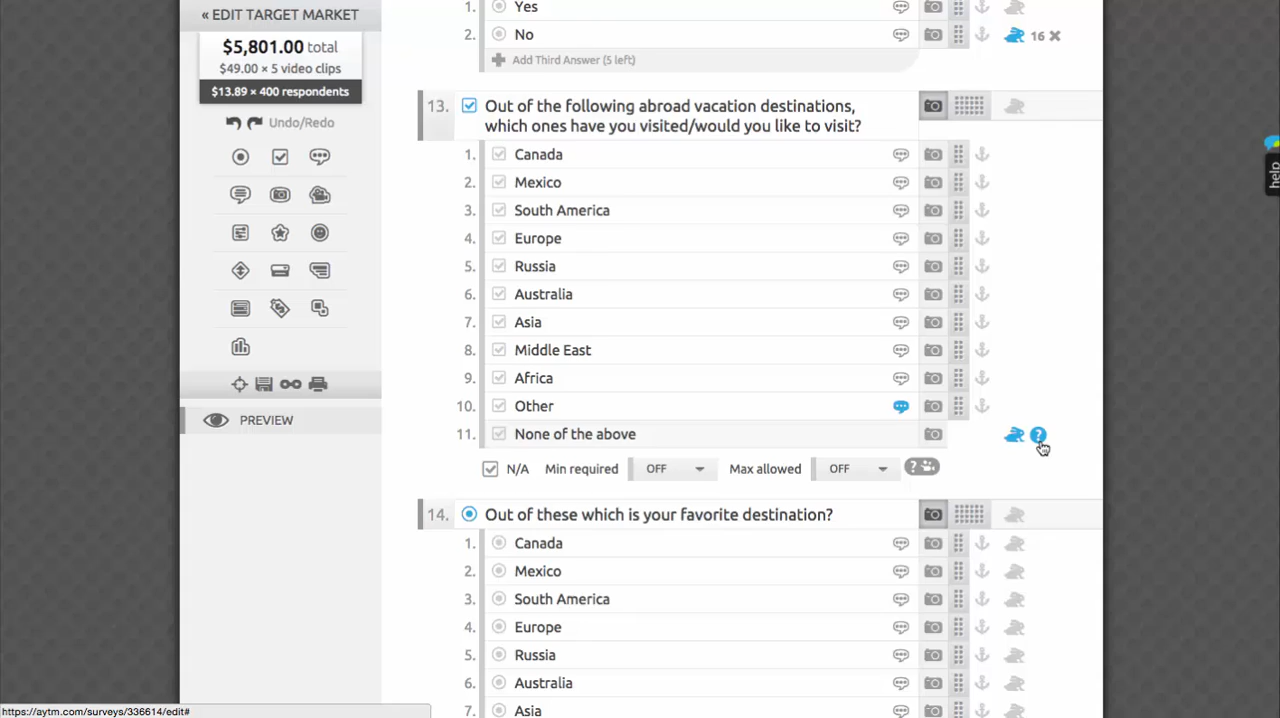 « EDIT TARGET MARKET
$5,801.00 total
$49.00 × 5 video clips
$13.89 × 400 respondents
Undo/Redo
PREVIEW
1. Yes
2. No
16
Add Third Answer (5 left)
13. Out of the following abroad vacation destinations,
which ones have you visited/would you like to visit?
1. Canada
2. Mexico
3. South America
4. Europe
5. Russia
6. Australia
7. Asia
8. Middle East
9. Africa
10. Other
11. None of the above
?
N/A Min required OFF Max allowed OFF ?
14. Out of these which is your favorite destination?
1. Canada
2. Mexico
3. South America
4. Europe
5. Russia
6. Australia
7. Asia
help
https://aytm.com/surveys/336614/edit#